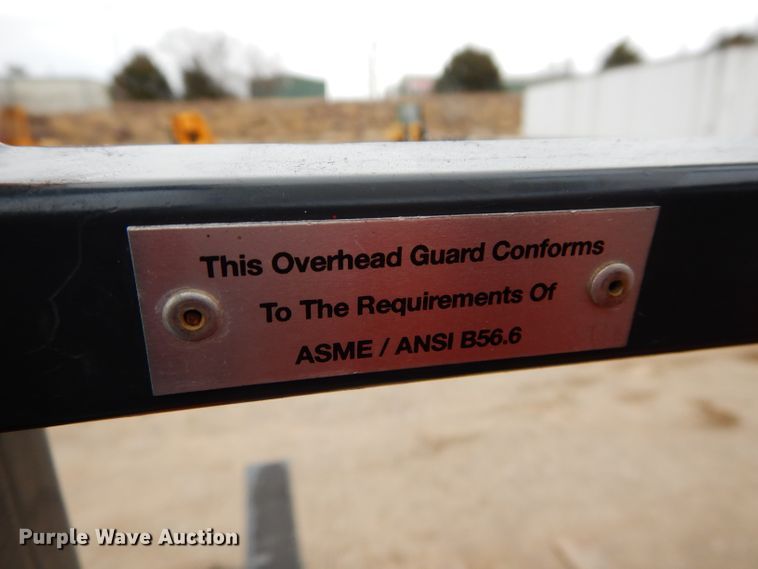 This Overhead Guard Conforms
To The Requirements Of
ASME / ANSI B56.6
Purple Wave Auction